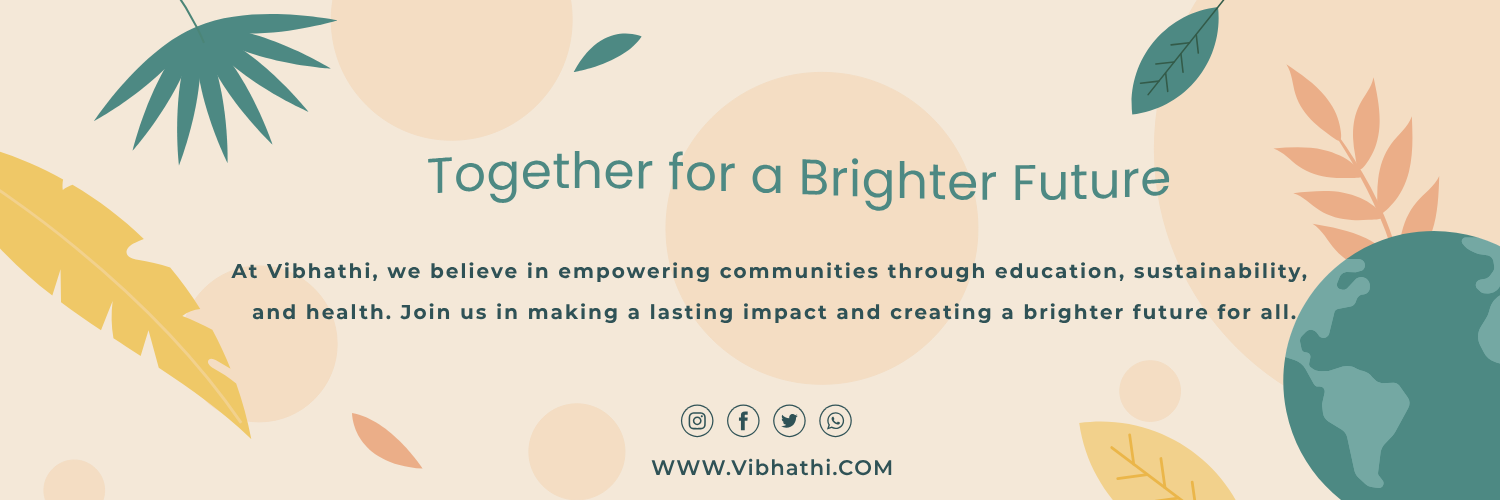 Together for a Brighter Future
At Vibhathi, we believe in empowering communities through education, sustainability,
and health. Join us in making a lasting impact and creating a brighter future for all.
WWW.Vibhathi.COM